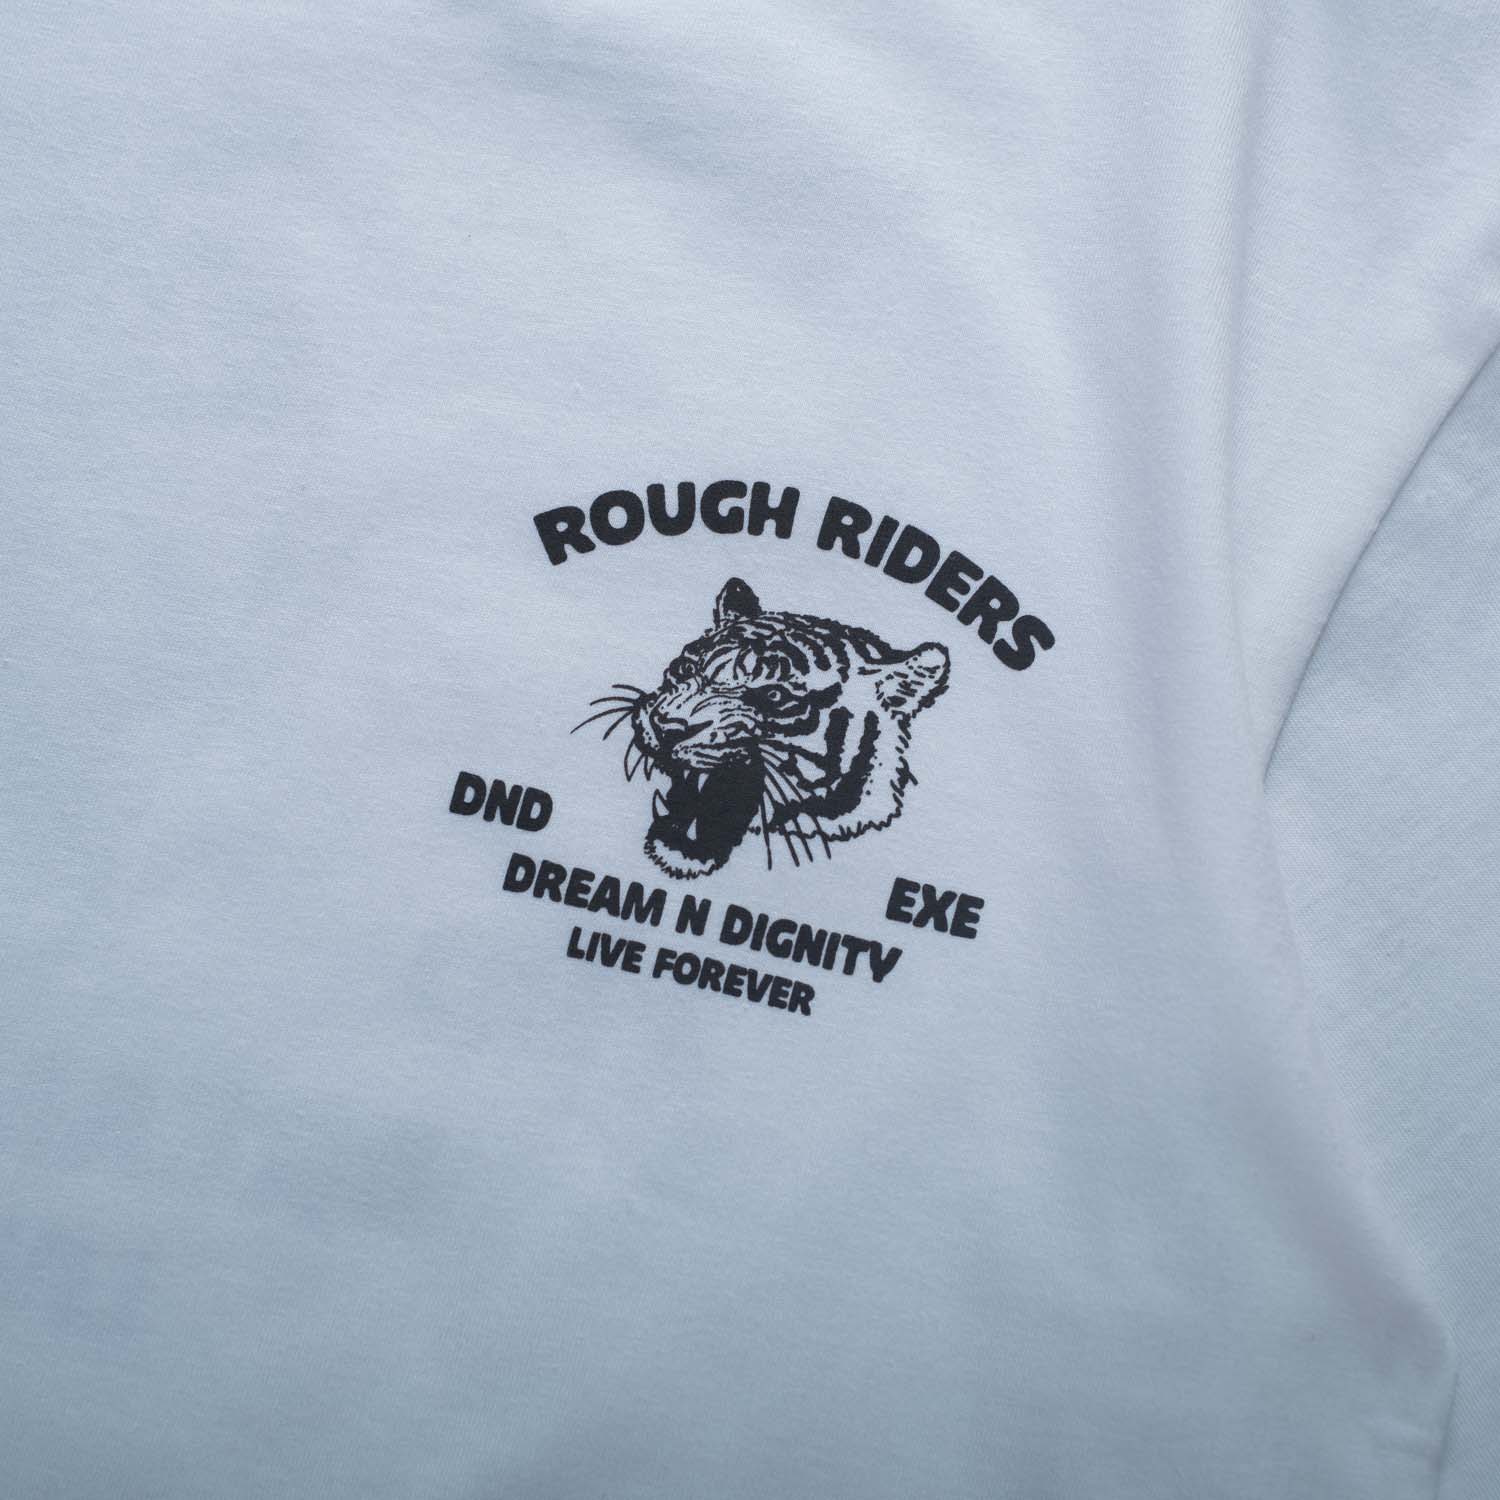 ROUGH RIDERS
DND
EXE
DREAM N DIGNITY
LIVE FOREVER